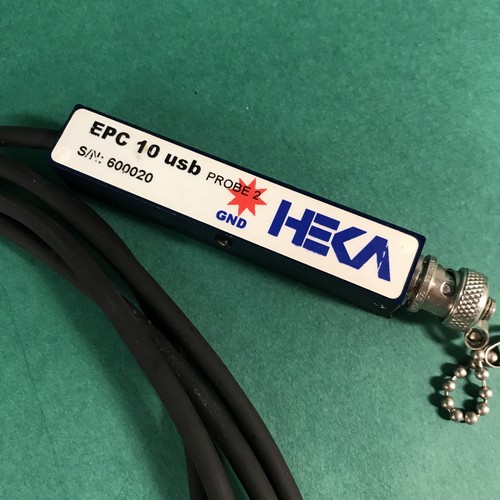 EPC 10 usb PROBE 2
S/N: 600020
GND
HEKA